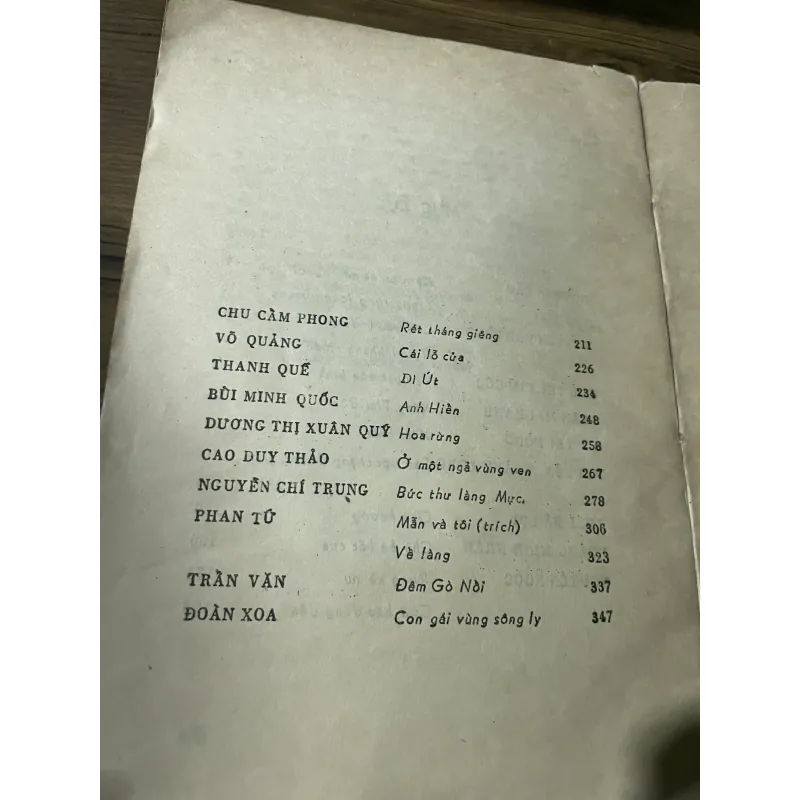 CHU CẦM PHONG Rét tháng giêng 211
VÕ QUẢNG Cái lỗ cửa 226
THANH QUẾ Dì Út 234
BÙI MINH QUỐC Anh Hiền 248
DƯƠNG THỊ XUÂN QUÝ Hoa rừng 258
CAO DUY THẢO Ở một ngả vùng ven 267
NGUYỄN CHÍ TRUNG Bức thư làng Mực. 278
PHAN TỨ Mẫn và tôi (trích) 306
Về làng 323
TRẦN VẶN Đêm Gò Nồi 337
ĐOÀN XOA Con gái vùng sông ly 347